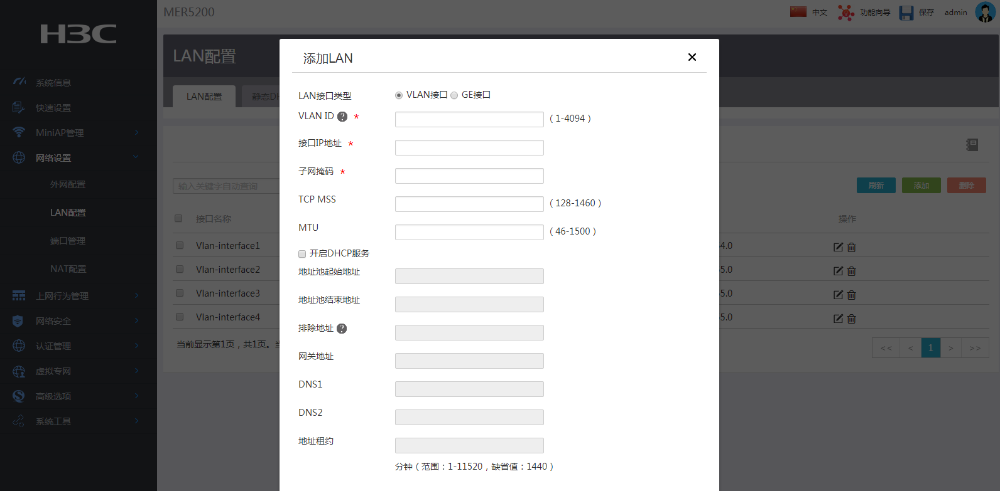 H3C
MER5200
中文
功能向导
保存
admin
系统信息
快速设置
MiniAP管理
网络设置
外网配置
LAN配置
端口管理
NAT配置
上网行为管理
网络安全
认证管理
虚拟专网
高级选项
系统工具
LAN配置
LAN配置
静态DH
输入关键字自动查询
刷新
添加
删除
接口名称
操作
Vlan-interface1
4.0
Vlan-interface2
5.0
Vlan-interface3
5.0
Vlan-interface4
5.0
当前显示第1页，共1页。
<< < 1 > >>
添加LAN
LAN接口类型 VLAN接口 GE接口
VLAN ID ? * （1-4094）
接口IP地址 *
子网掩码 *
TCP MSS （128-1460）
MTU （46-1500）
开启DHCP服务
地址池起始地址
地址池结束地址
排除地址 ?
网关地址
DNS1
DNS2
地址租约
分钟（范围：1-11520，缺省值：1440）